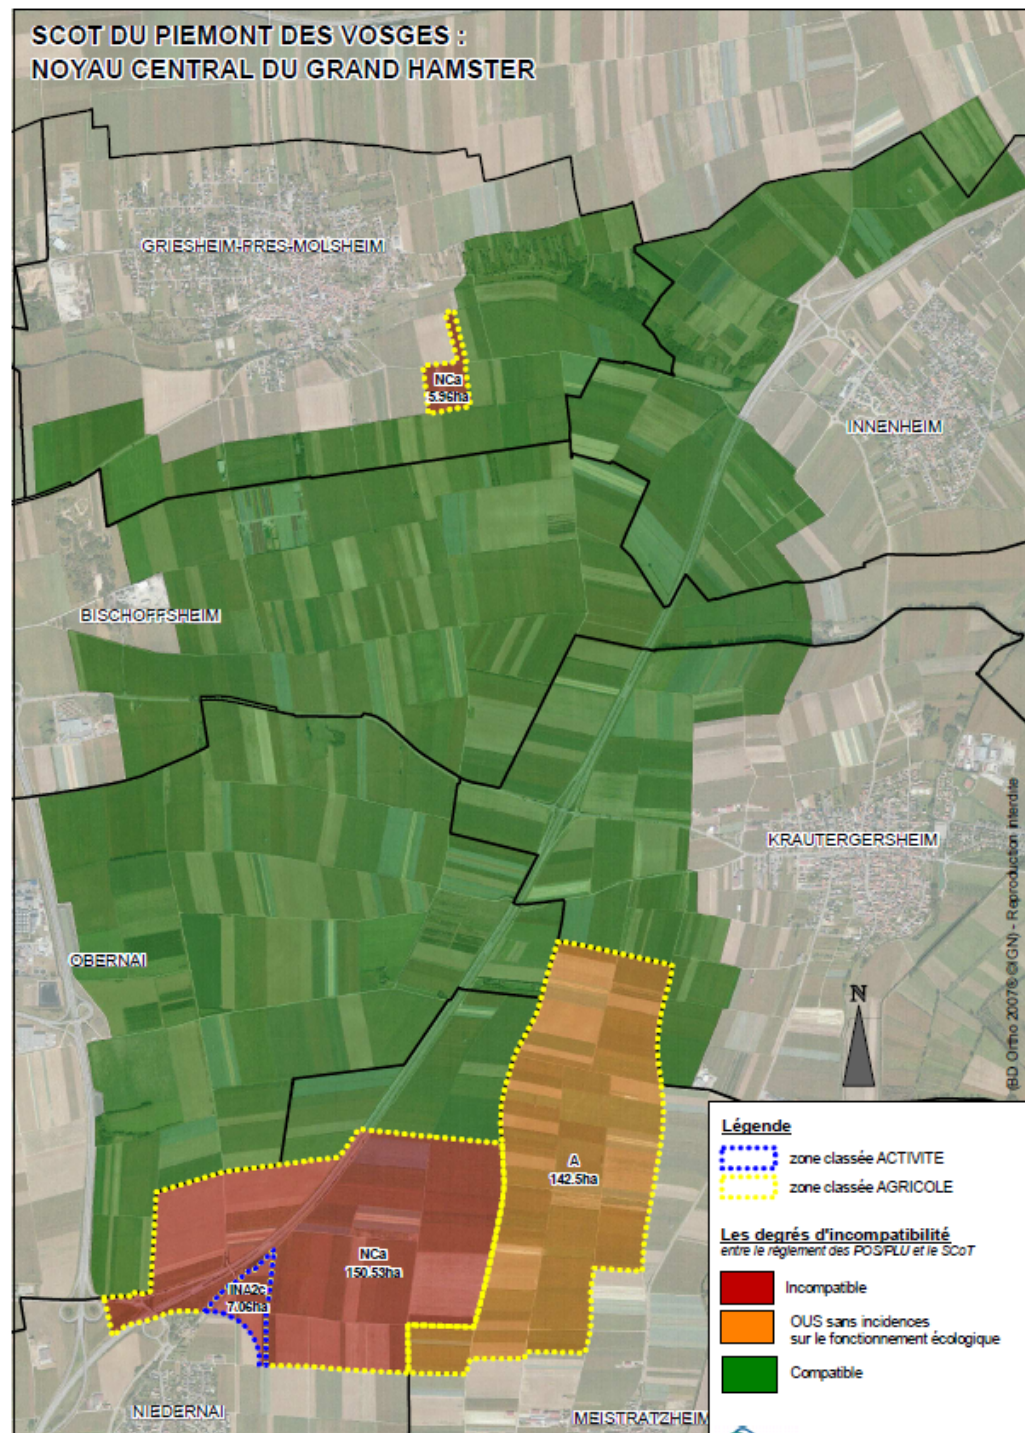 SCOT DU PIEMONT DES VOSGES :
NOYAU CENTRAL DU GRAND HAMSTER
GRIESHEIM-PRES-MOLSHEIM
NCa
5.96ha
INNENHEIM
BISCHOFFSHEIM
KRAUTERGERSHEIM
OBERNAI
(BD Ortho 2007®©IGN) - Reproduction interdite
N
A
142.5ha
NCa
150.53ha
7.06ha
NIEDERNAI
MEISTRATZHEIM
Légende
zone classée ACTIVITE
zone classée AGRICOLE
Les degrés d'incompatibilité
entre le réglement des POS/PLU et le SCoT
Incompatible
OUS sans incidences
sur le fonctionnement écologique
Compatible